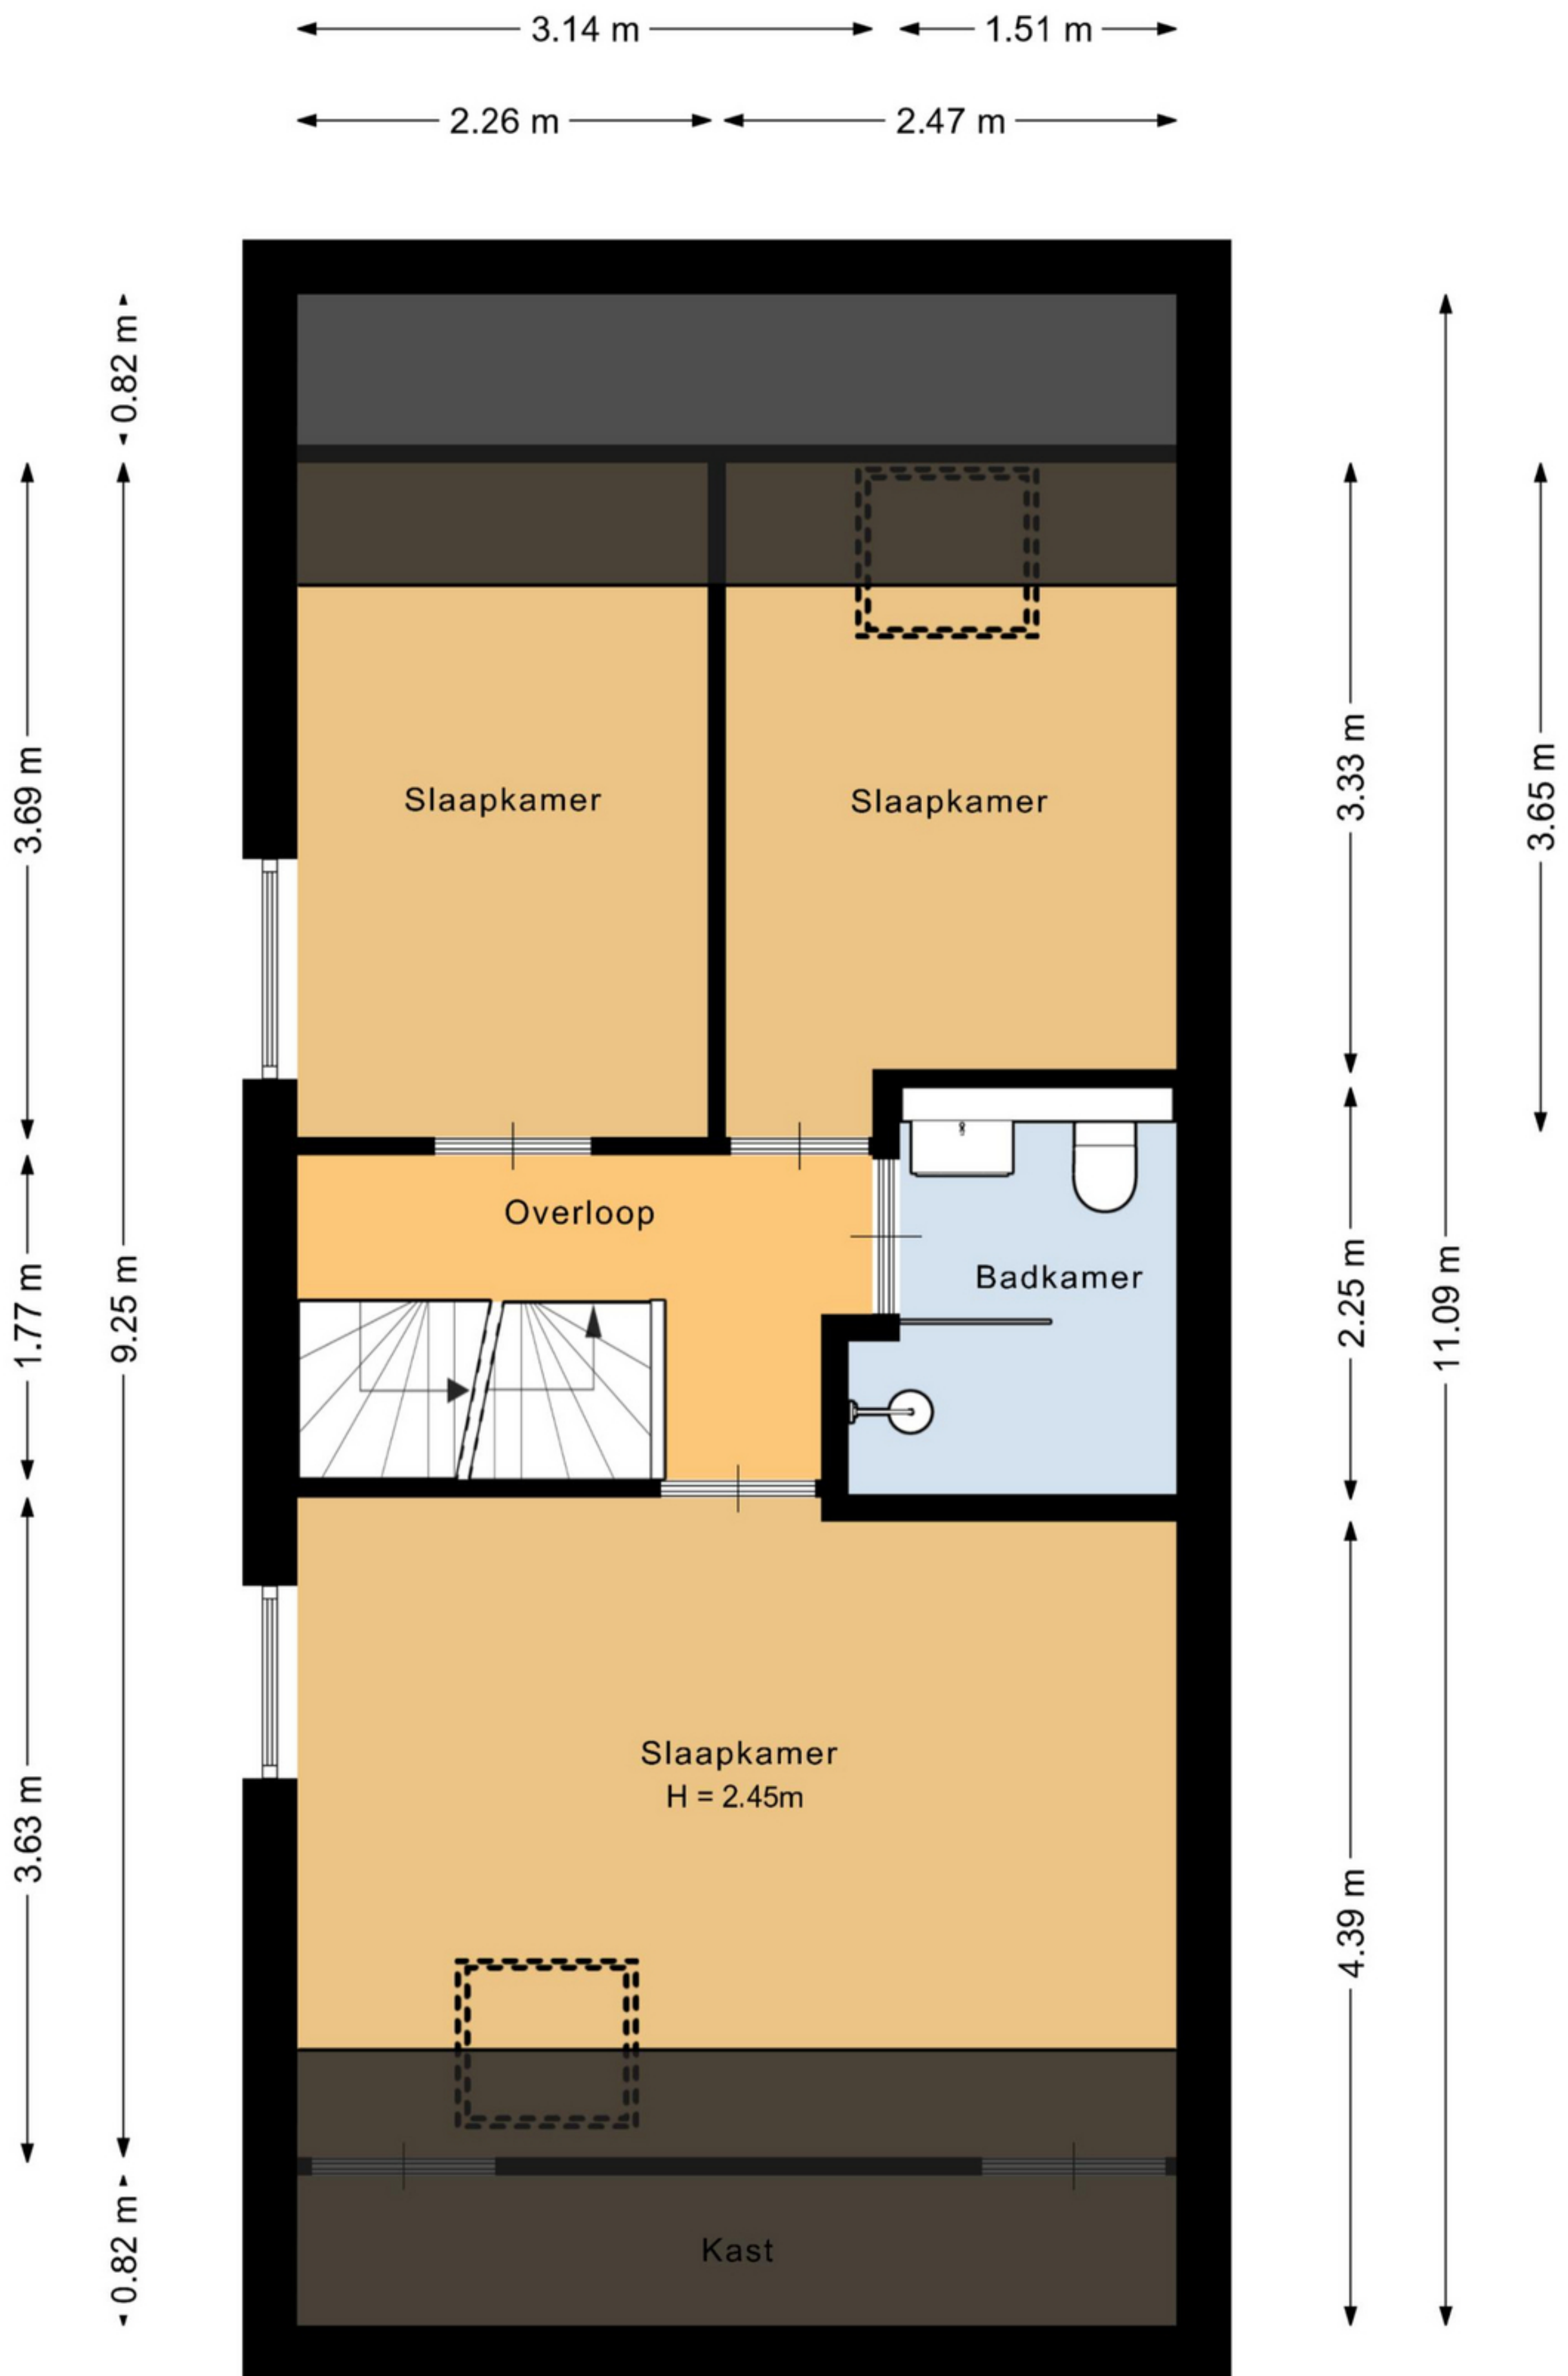 3.14 m
1.51 m
2.26 m
2.47 m
0.82 m
3.69 m
9.25 m
1.77 m
3.63 m
0.82 m
3.33 m
3.65 m
2.25 m
11.09 m
4.39 m
Slaapkamer
Slaapkamer
Overloop
Badkamer
Slaapkamer
H = 2.45m
Kast